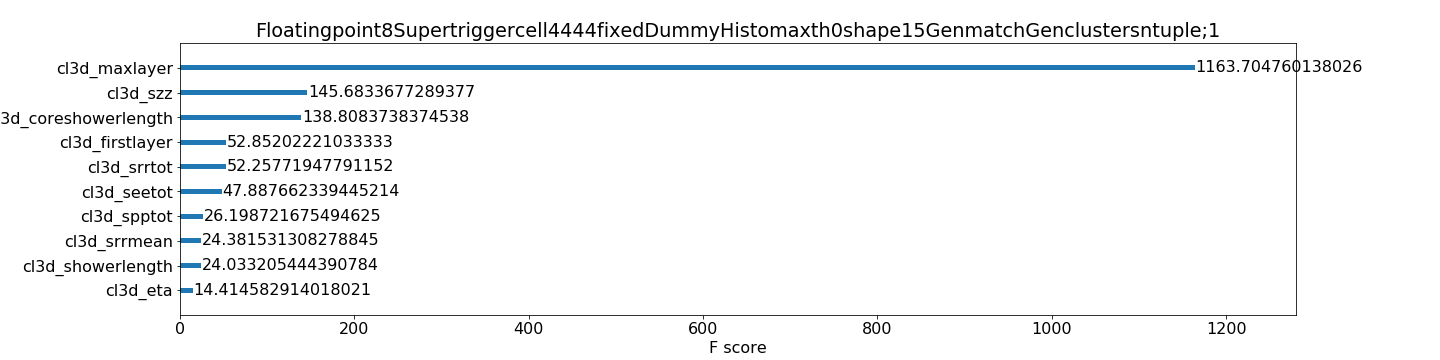 Floatingpoint8Supertriggercell4444fixedDummyHistomaxth0shape15GenmatchGenclustersntuple;1
cl3d_maxlayer 1163.704760138026
cl3d_szz 145.6833677289377
3d_coreshowerlength 138.8083738374538
cl3d_firstlayer 52.85202221033333
cl3d_srrtot 52.25771947791152
cl3d_seetot 47.887662339445214
cl3d_spptot 26.198721675494625
cl3d_srrmean 24.381531308278845
cl3d_showerlength 24.033205444390784
cl3d_eta 14.414582914018021
0 200 400 600 800 1000 1200
F score